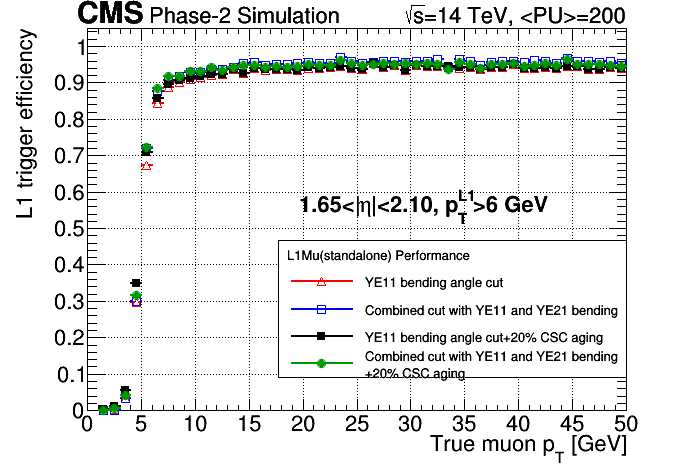 CMS Phase-2 Simulation √s=14 TeV, <PU>=200
L1 trigger efficiency
1
0.9
0.8
0.7
0.6
0.5
0.4
0.3
0.2
0.1
0
1.65<|η|<2.10, p_T^L1>6 GeV
L1Mu(standalone) Performance
YE11 bending angle cut
Combined cut with YE11 and YE21 bending
YE11 bending angle cut+20% CSC aging
Combined cut with YE11 and YE21 bending
+20% CSC aging
0 5 10 15 20 25 30 35 40 45 50
True muon p_T [GeV]